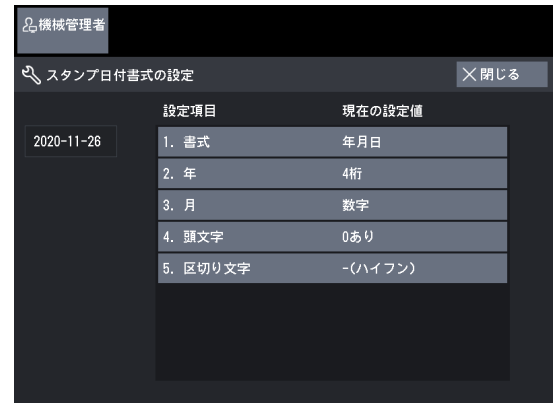 機械管理者
スタンプ日付書式の設定
×閉じる
設定項目 現在の設定値
2020-11-26
1. 書式 年月日
2. 年 4桁
3. 月 数字
4. 頭文字 0あり
5. 区切り文字 -(ハイフン)